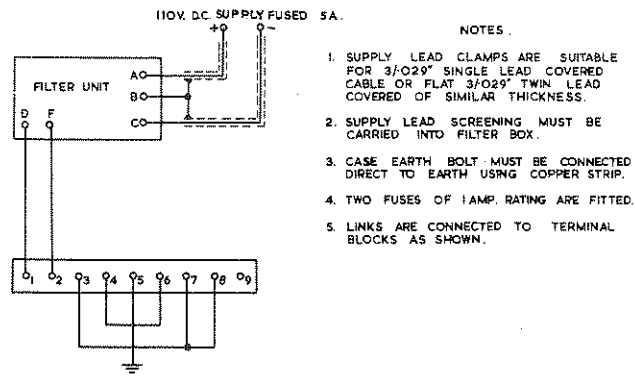 110V. D.C. SUPPLY FUSED 5A.
+ -
NOTES.
1. SUPPLY LEAD CLAMPS ARE SUITABLE
FOR 3/·029" SINGLE LEAD COVERED
CABLE OR FLAT 3/·029" TWIN LEAD
COVERED OF SIMILAR THICKNESS.
2. SUPPLY LEAD SCREENING MUST BE
CARRIED INTO FILTER BOX.
3. CASE EARTH BOLT MUST BE CONNECTED
DIRECT TO EARTH USING COPPER STRIP.
4. TWO FUSES OF 1 AMP. RATING ARE FITTED.
5. LINKS ARE CONNECTED TO TERMINAL
BLOCKS AS SHOWN.
FILTER UNIT
A
B
C
D F
1 2 3 4 5 6 7 8 9